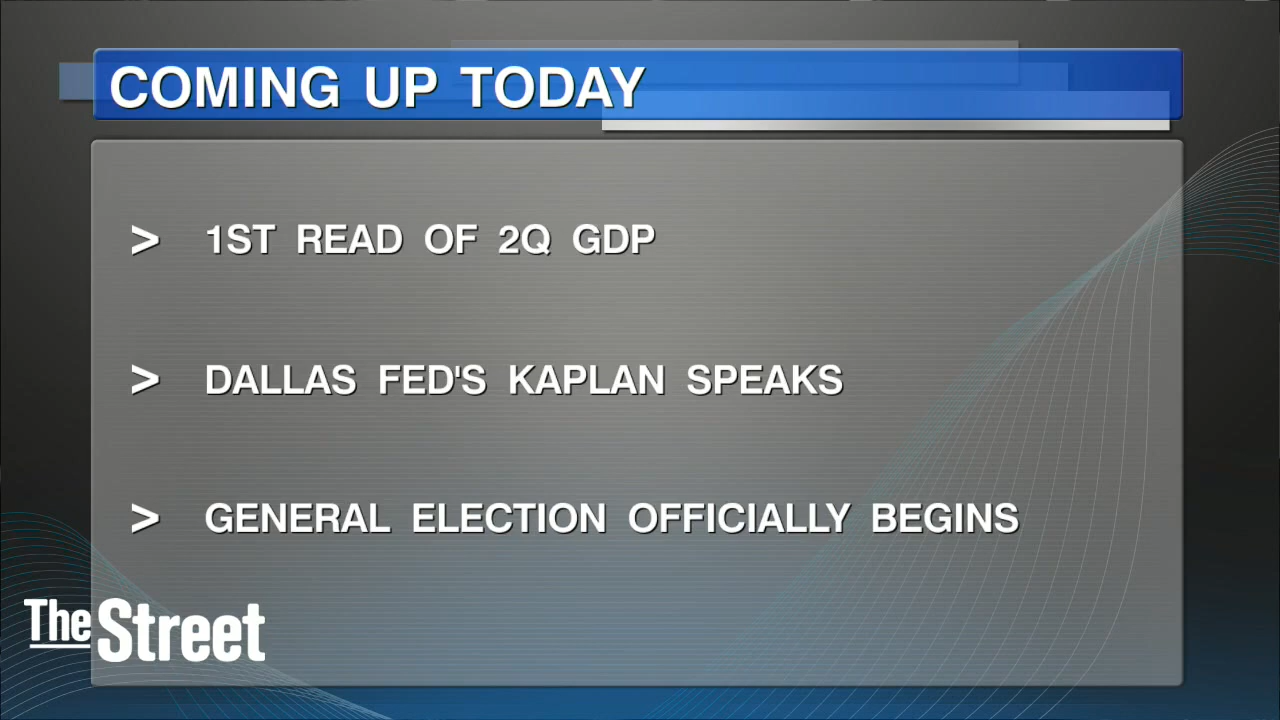 COMING UP TODAY
> 1ST READ OF 2Q GDP
> DALLAS FED'S KAPLAN SPEAKS
> GENERAL ELECTION OFFICIALLY BEGINS
TheStreet